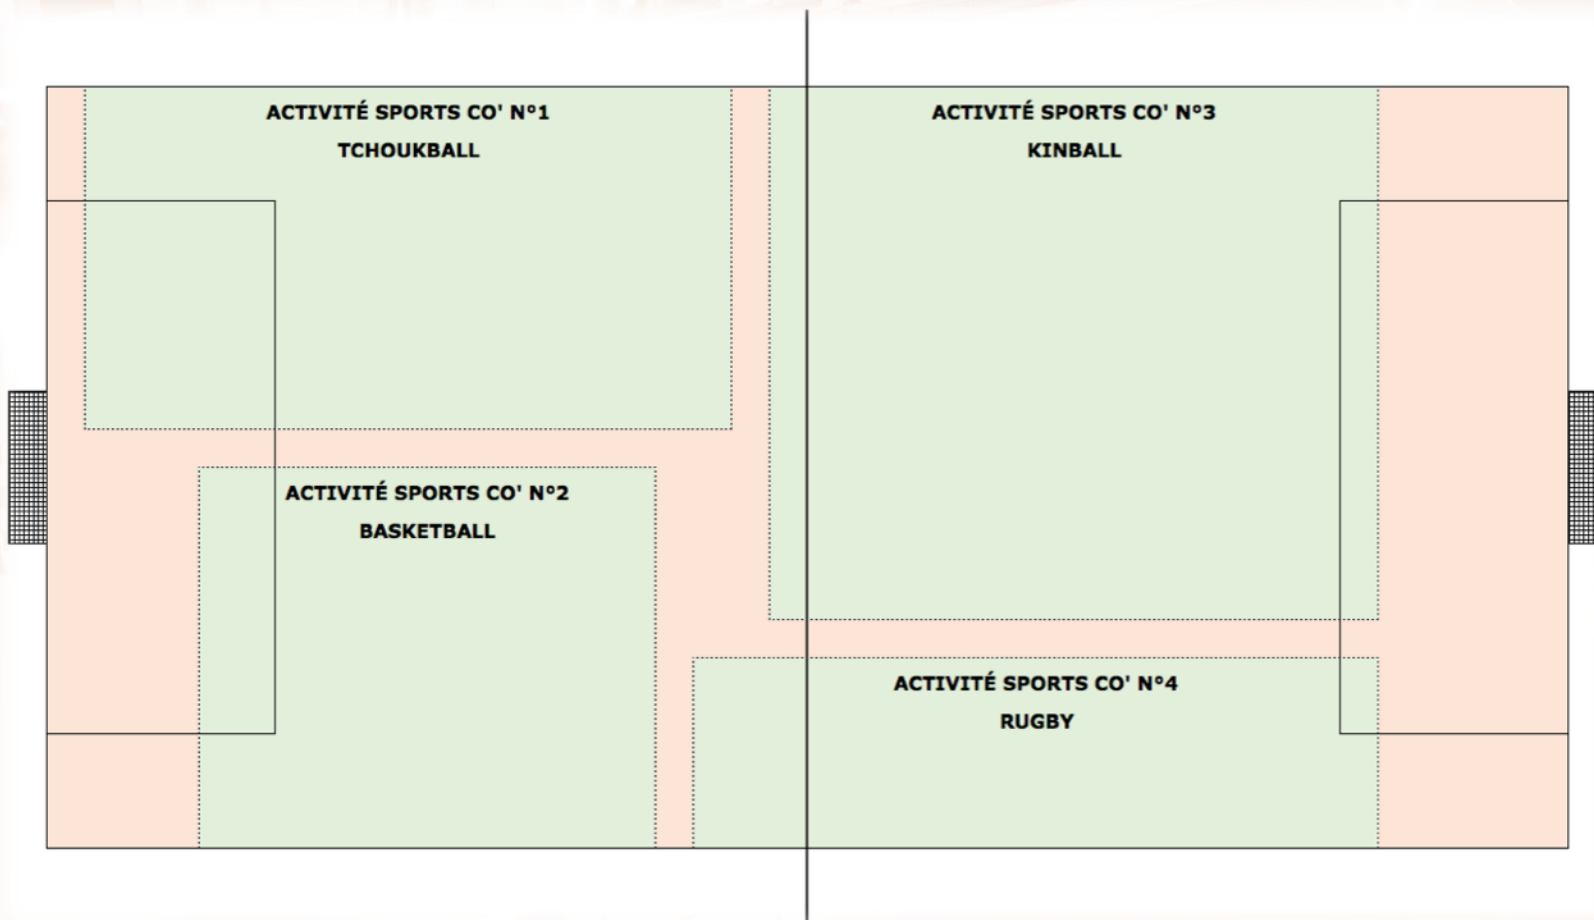 ACTIVITÉ SPORTS CO' N°1
TCHOUKBALL
ACTIVITÉ SPORTS CO' N°3
KINBALL
ACTIVITÉ SPORTS CO' N°2
BASKETBALL
ACTIVITÉ SPORTS CO' N°4
RUGBY